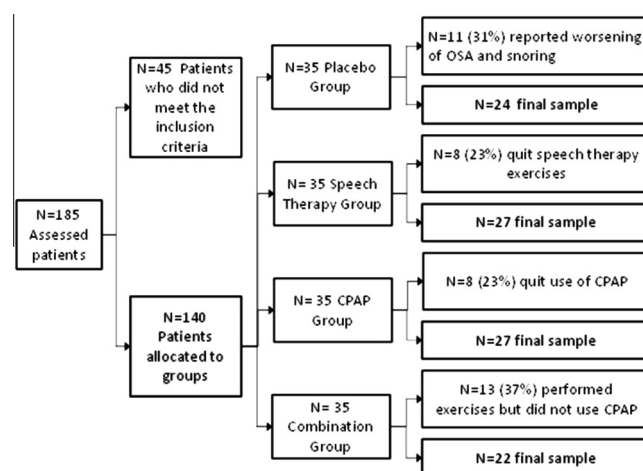 N=185
Assessed
patients
N=45 Patients
who did not
meet the
inclusion
criteria
N=140
Patients
allocated to
groups
N=35 Placebo
Group
N=11 (31%) reported worsening
of OSA and snoring
N=24 final sample
N= 35 Speech
Therapy Group
N=8 (23%) quit speech therapy
exercises
N=27 final sample
N= 35 CPAP
Group
N=8 (23%) quit use of CPAP
N=27 final sample
N= 35
Combination
Group
N=13 (37%) performed
exercises but did not use CPAP
N=22 final sample